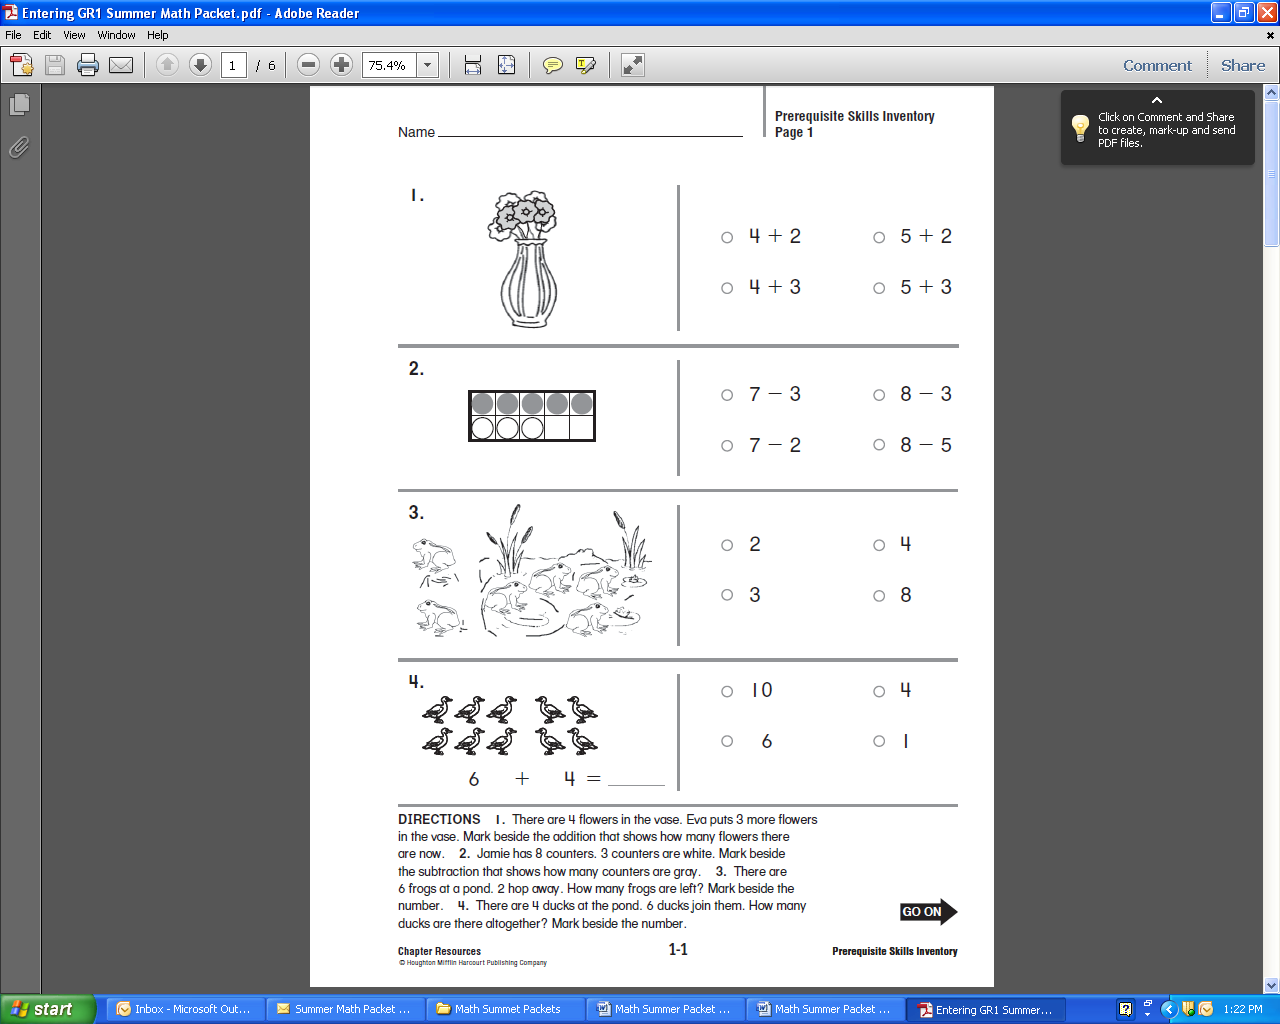 Entering GR1 Summer Math Packet.pdf - Adobe Reader
File Edit View Window Help
1 / 6 75.4% Comment Share
Click on Comment and Share
to create, mark-up and send
PDF files.
Name
Prerequisite Skills Inventory
Page 1
1.
4 + 2 5 + 2
4 + 3 5 + 3
2.
7 − 3 8 − 3
7 − 2 8 − 5
3.
2 4
3 8
4.
10 4
6 1
6 + 4 =
DIRECTIONS 1. There are 4 flowers in the vase. Eva puts 3 more flowers
in the vase. Mark beside the addition that shows how many flowers there
are now. 2. Jamie has 8 counters. 3 counters are white. Mark beside
the subtraction that shows how many counters are gray. 3. There are
6 frogs at a pond. 2 hop away. How many frogs are left? Mark beside the
number. 4. There are 4 ducks at the pond. 6 ducks join them. How many
ducks are there altogether? Mark beside the number.
GO ON
Chapter Resources 1-1 Prerequisite Skills Inventory
© Houghton Mifflin Harcourt Publishing Company
start Inbox - Microsoft Out... Summer Math Packet ... Math Summet Packets Math Summer Packet ... Math Summer Packet ... Entering GR1 Summer... 1:22 PM